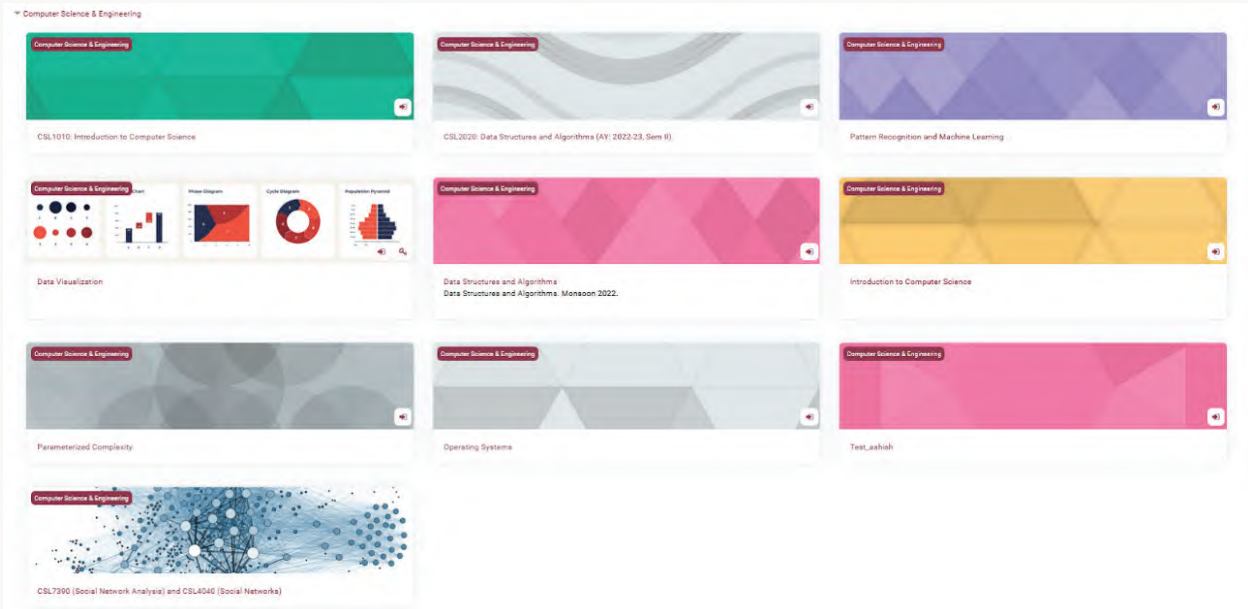 Computer Science & Engineering
Computer Science & Engineering
Computer Science & Engineering
Computer Science & Engineering
CSL1010: Introduction to Computer Science
CSL2020: Data Structures and Algorithms (AY: 2022-23, Sem II)
Pattern Recognition and Machine Learning
Computer Science & Engineering
Chart
Phase Diagram
Cycle Diagram
Population Pyramid
Computer Science & Engineering
Computer Science & Engineering
Data Visualization
Data Structures and Algorithms
Data Structures and Algorithms. Monsoon 2022.
Introduction to Computer Science
Computer Science & Engineering
Computer Science & Engineering
Computer Science & Engineering
Parameterized Complexity
Operating Systems
Test_ashish
Computer Science & Engineering
CSL7390 (Social Network Analysis) and CSL4040 (Social Networks)